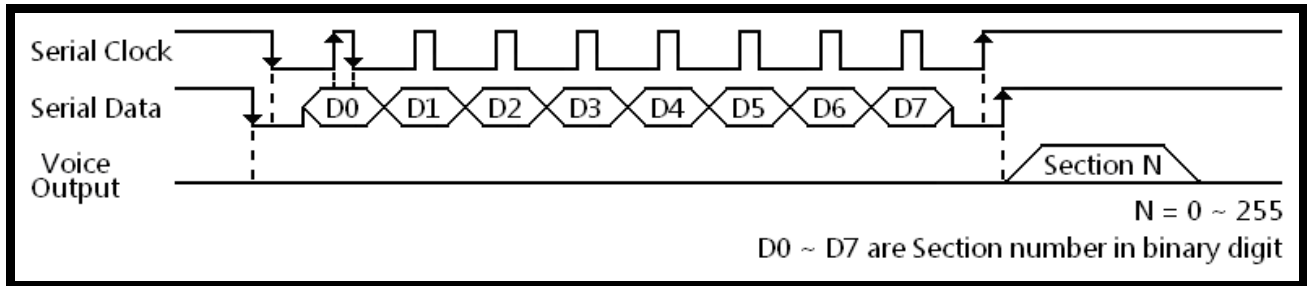 Serial Clock
Serial Data
D0 D1 D2 D3 D4 D5 D6 D7
Voice
Output
Section N
N = 0 ~ 255
D0 ~ D7 are Section number in binary digit